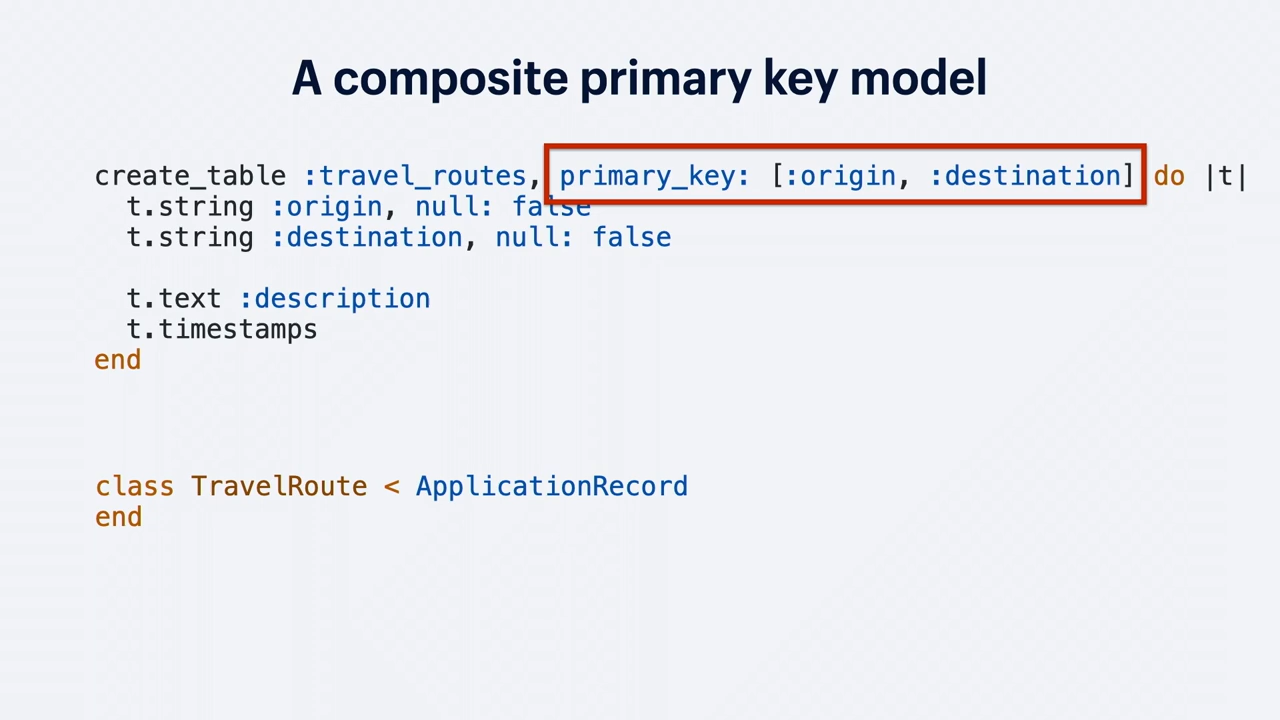 A composite primary key model
create_table :travel_routes, primary_key: [:origin, :destination] do |t|
  t.string :origin, null: false
  t.string :destination, null: false
  t.text :description
  t.timestamps
end
class TravelRoute < ApplicationRecord
end